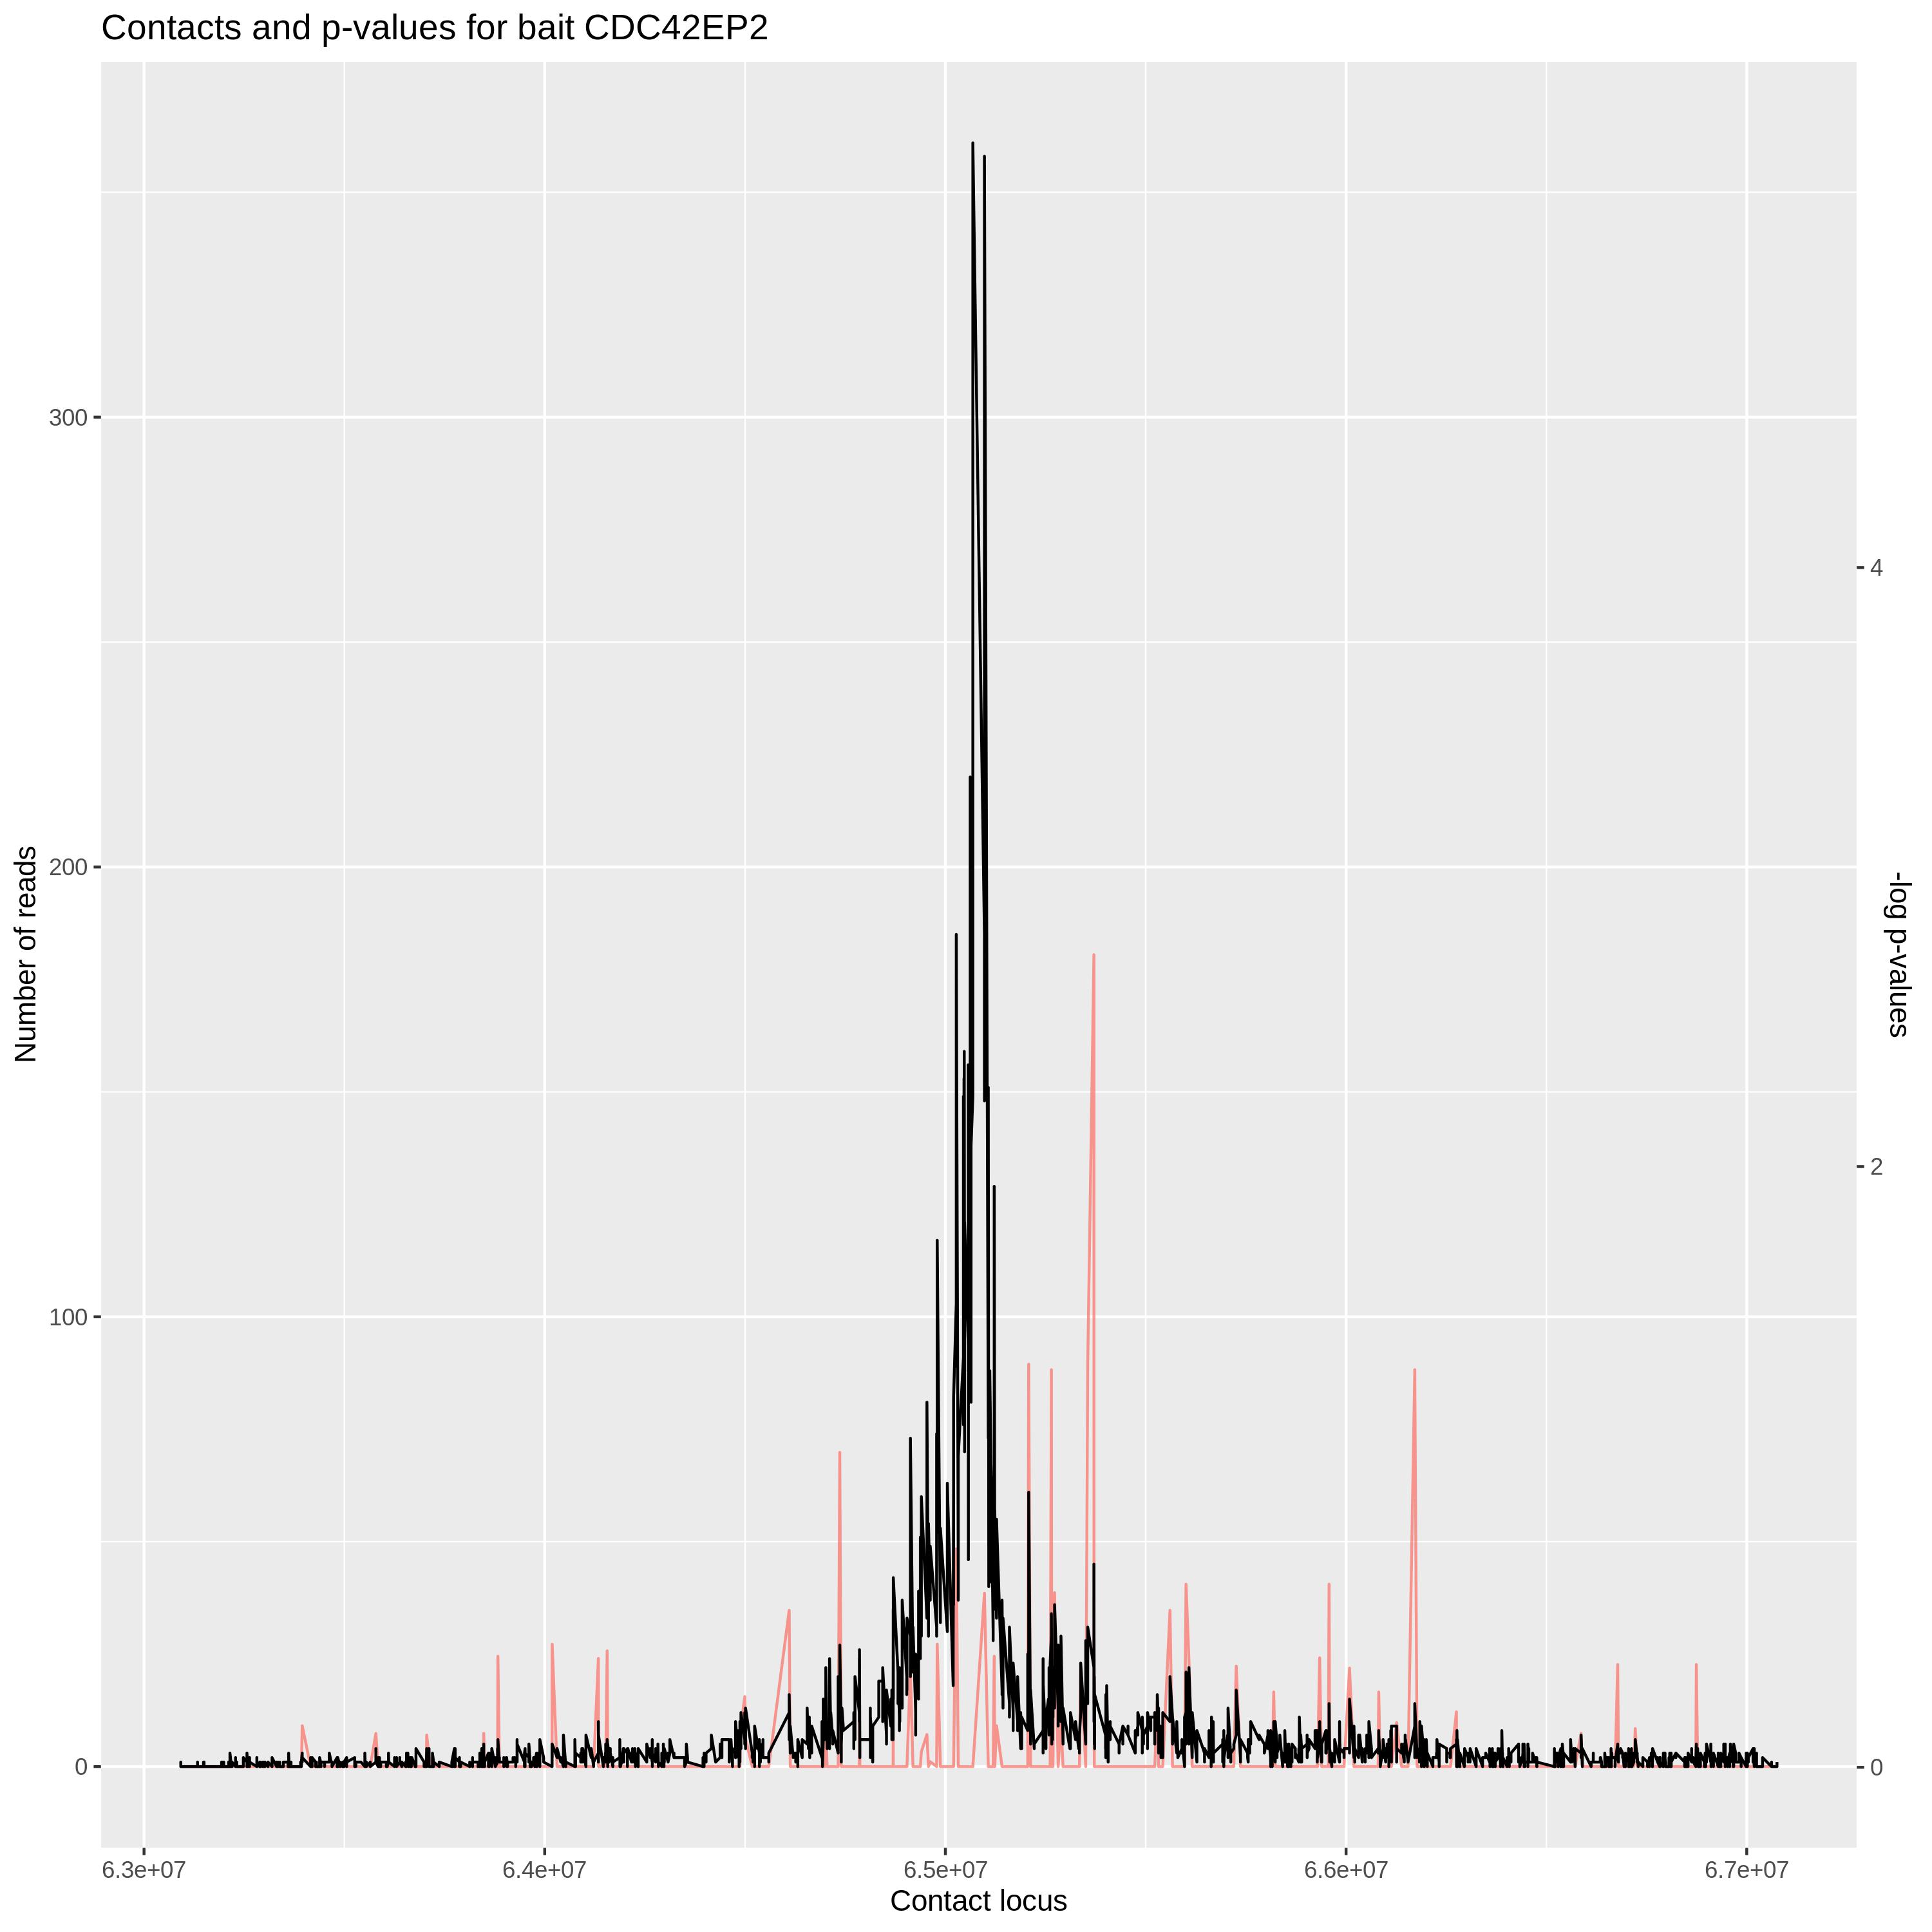 Contacts and p-values for bait CDC42EP2
Number of reads
300
200
100
0
4
2
0
-log p-values
6.3e+07
6.4e+07
6.5e+07
6.6e+07
6.7e+07
Contact locus